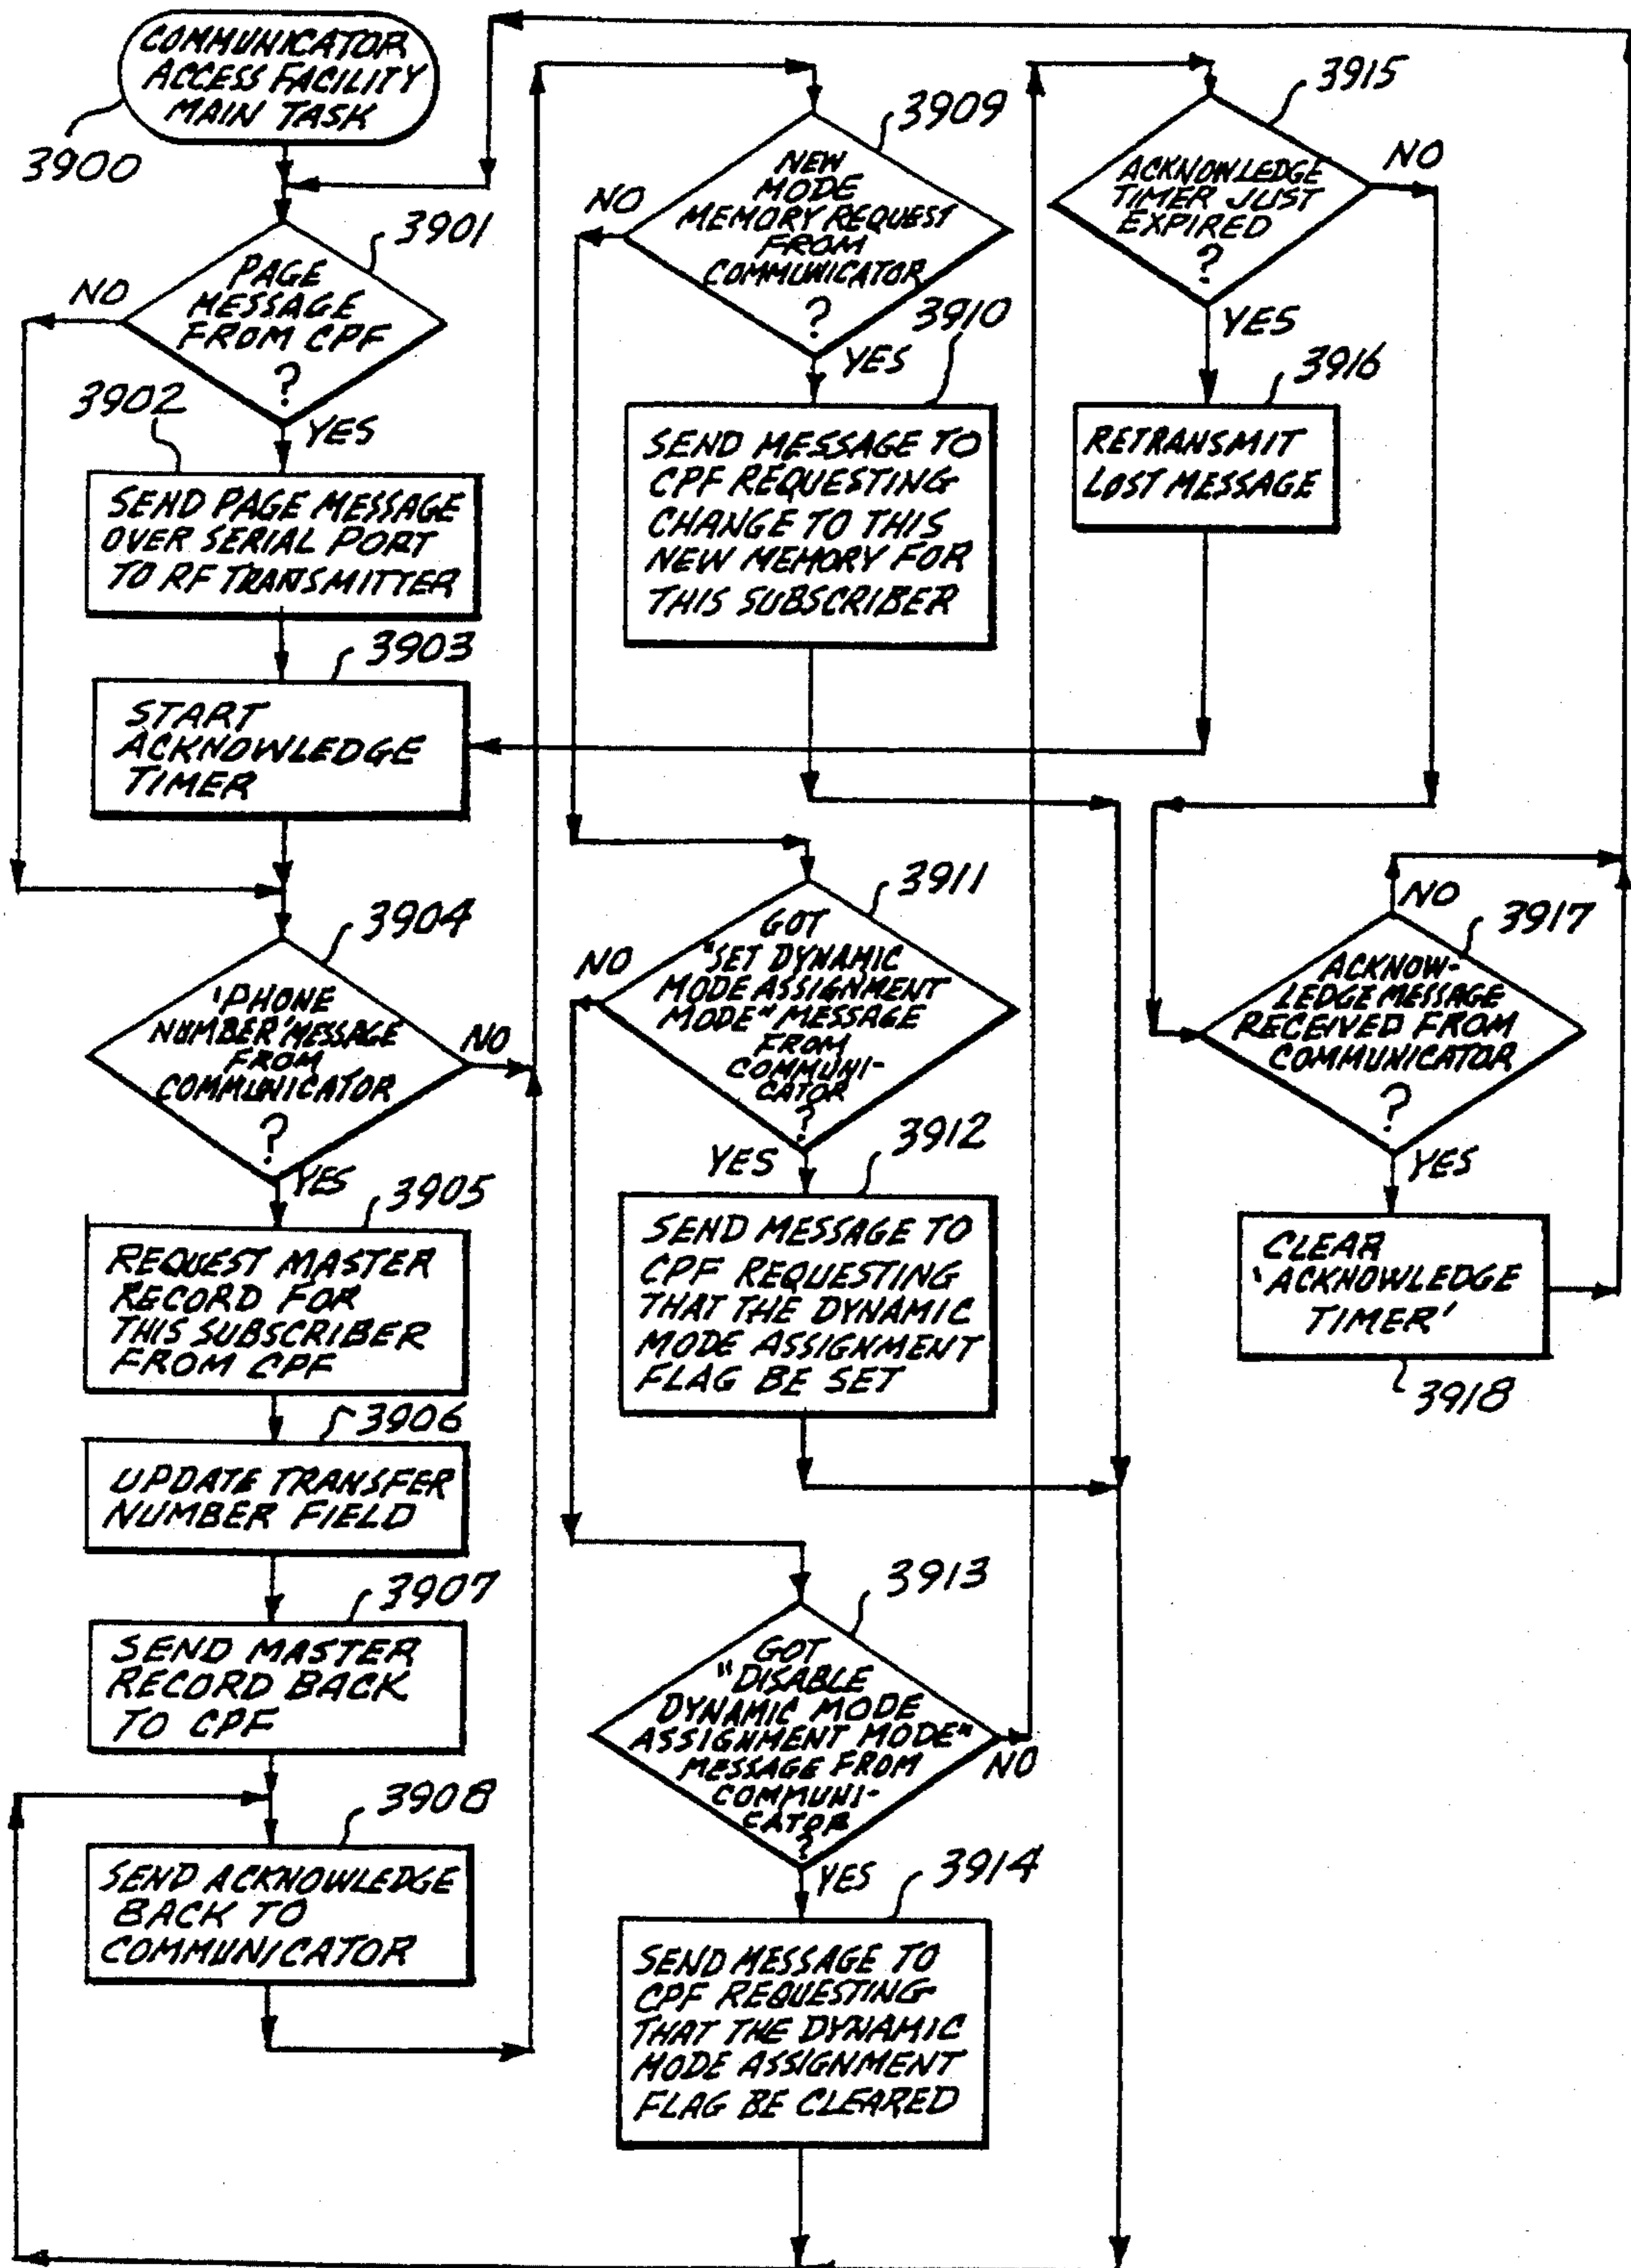 COMMUNICATOR
ACCESS FACILITY
MAIN TASK
3900
3901
PAGE
MESSAGE
FROM CPF
?
NO
YES
3902
SEND PAGE MESSAGE
OVER SERIAL PORT
TO RF TRANSMITTER
3903
START
ACKNOWLEDGE
TIMER
3904
'PHONE
NUMBER' MESSAGE
FROM
COMMUNICATOR
?
NO
YES
3905
REQUEST MASTER
RECORD FOR
THIS SUBSCRIBER
FROM CPF
3906
UPDATE TRANSFER
NUMBER FIELD
3907
SEND MASTER
RECORD BACK
TO CPF
3908
SEND ACKNOWLEDGE
BACK TO
COMMUNICATOR
3909
NEW
MODE
MEMORY REQUEST
FROM
COMMUNICATOR
?
NO
YES
3910
SEND MESSAGE TO
CPF REQUESTING
CHANGE TO THIS
NEW MEMORY FOR
THIS SUBSCRIBER
3911
GOT
"SET DYNAMIC
MODE ASSIGNMENT
MODE" MESSAGE
FROM
COMMUNI-
CATOR
?
NO
YES
3912
SEND MESSAGE TO
CPF REQUESTING
THAT THE DYNAMIC
MODE ASSIGNMENT
FLAG BE SET
3913
GOT
"DISABLE
DYNAMIC MODE
ASSIGNMENT MODE"
MESSAGE FROM
COMMUNI-
CATOR
?
NO
YES
3914
SEND MESSAGE TO
CPF REQUESTING
THAT THE DYNAMIC
MODE ASSIGNMENT
FLAG BE CLEARED
3915
ACKNOWLEDGE
TIMER JUST
EXPIRED
?
NO
YES
3916
RETRANSMIT
LOST MESSAGE
3917
ACKNOW-
LEDGE MESSAGE
RECEIVED FROM
COMMUNICATOR
?
NO
YES
CLEAR
'ACKNOWLEDGE
TIMER'
3918